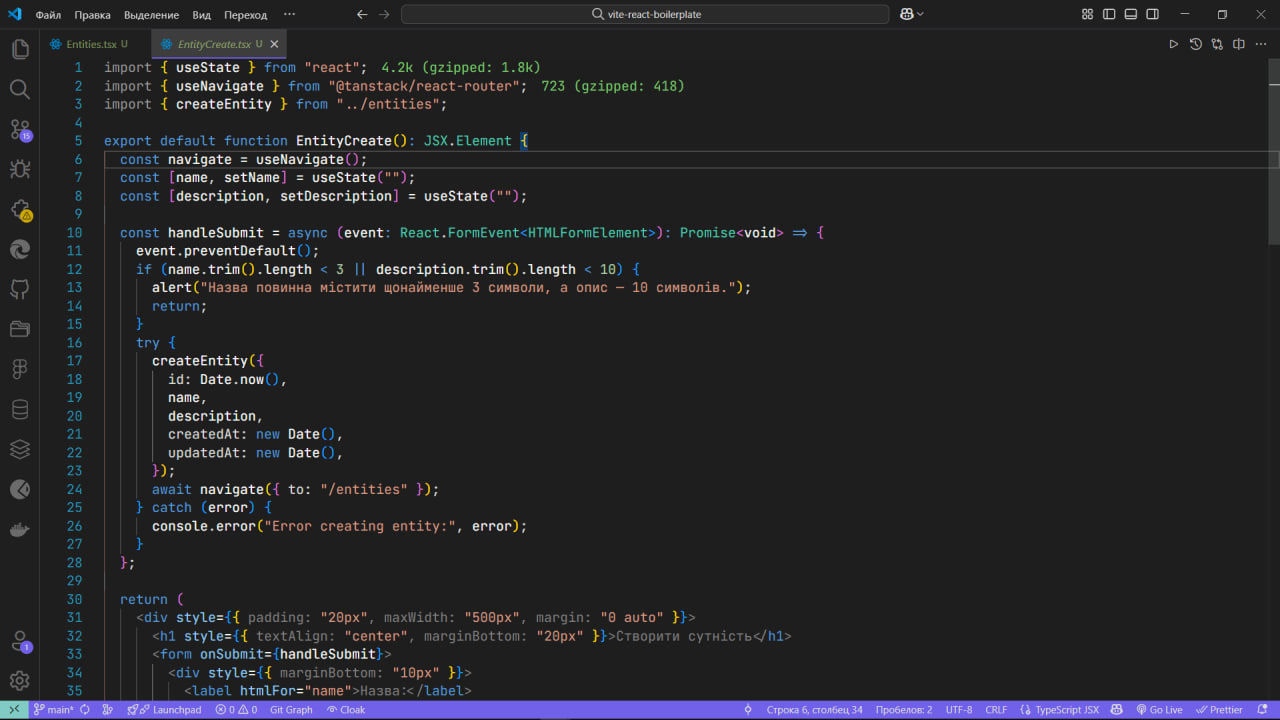 Файл Правка Выделение Вид Переход ··· vite-react-boilerplate
Entities.tsx U EntityCreate.tsx U
1 import { useState } from "react"; 4.2k (gzipped: 1.8k)
2 import { useNavigate } from "@tanstack/react-router"; 723 (gzipped: 418)
3 import { createEntity } from "../entities";
4
5 export default function EntityCreate(): JSX.Element {
6 const navigate = useNavigate();
7 const [name, setName] = useState("");
8 const [description, setDescription] = useState("");
9
10 const handleSubmit = async (event: React.FormEvent<HTMLFormElement>): Promise<void> => {
11 event.preventDefault();
12 if (name.trim().length < 3 || description.trim().length < 10) {
13 alert("Назва повинна містити щонайменше 3 символи, а опис — 10 символів.");
14 return;
15 }
16 try {
17 createEntity({
18 id: Date.now(),
19 name,
20 description,
21 createdAt: new Date(),
22 updatedAt: new Date(),
23 });
24 await navigate({ to: "/entities" });
25 } catch (error) {
26 console.error("Error creating entity:", error);
27 }
28 };
29
30 return (
31 <div style={{ padding: "20px", maxWidth: "500px", margin: "0 auto" }}>
32 <h1 style={{ textAlign: "center", marginBottom: "20px" }}>Створити сутність</h1>
33 <form onSubmit={handleSubmit}>
34 <div style={{ marginBottom: "10px" }}>
35 <label htmlFor="name">Назва:</label>
15
1
main* Launchpad 0 0 Git Graph Cloak Строка 6, столбец 34 Пробелов: 2 UTF-8 CRLF TypeScript JSX Go Live Prettier